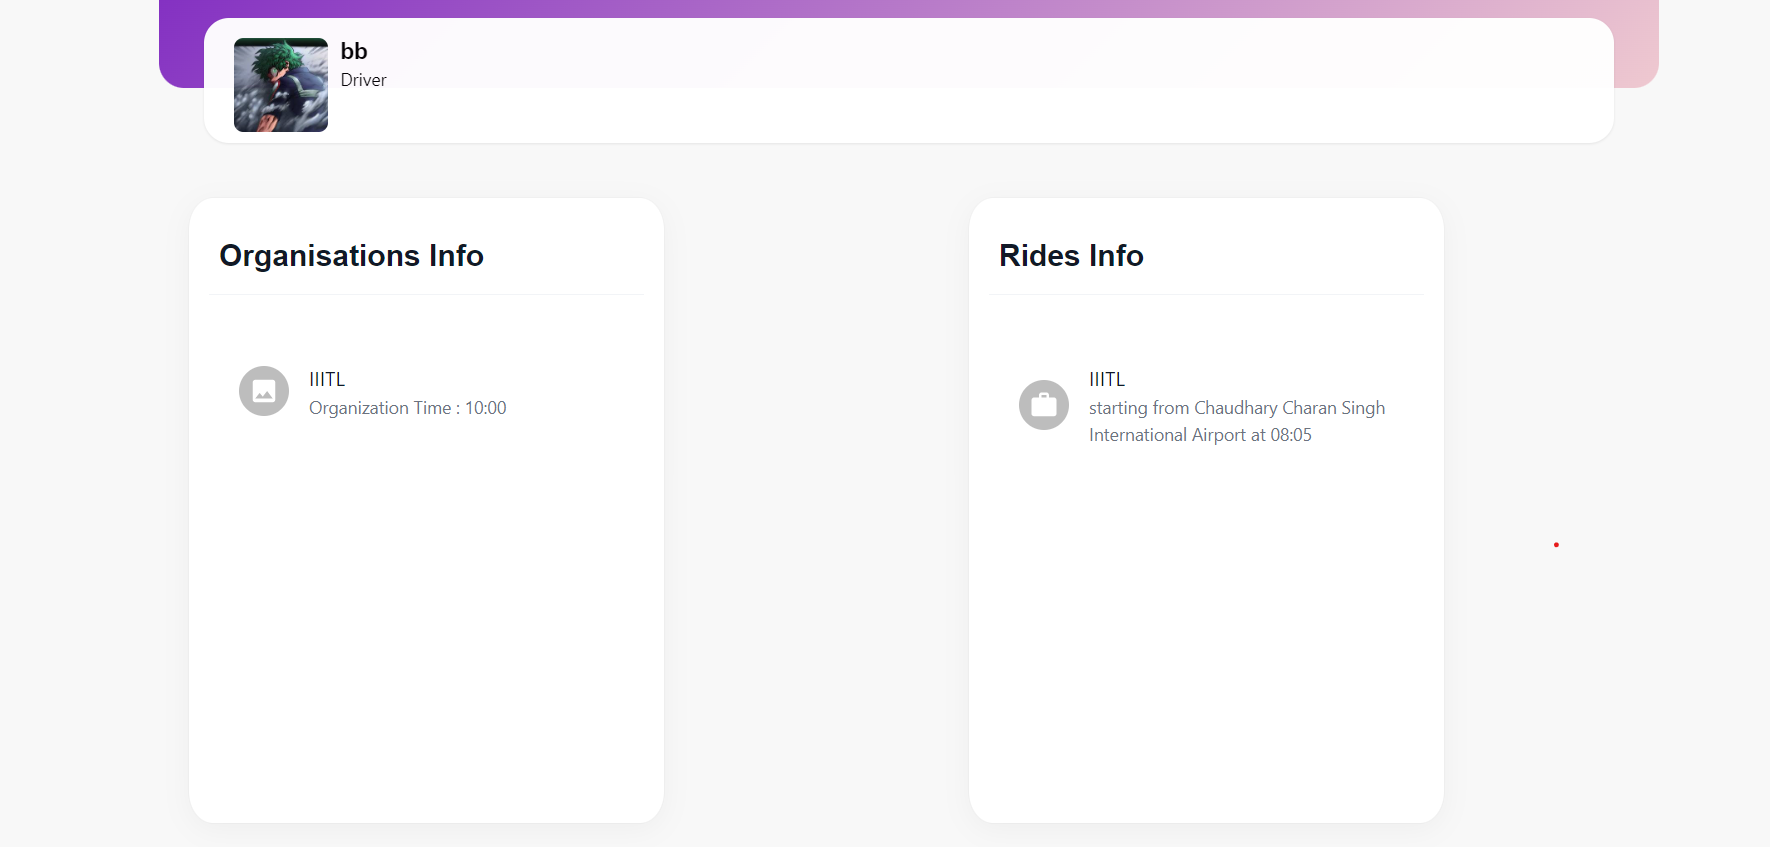 bb
Driver
Organisations Info
IIITL
Organization Time : 10:00
Rides Info
IIITL
starting from Chaudhary Charan Singh
International Airport at 08:05